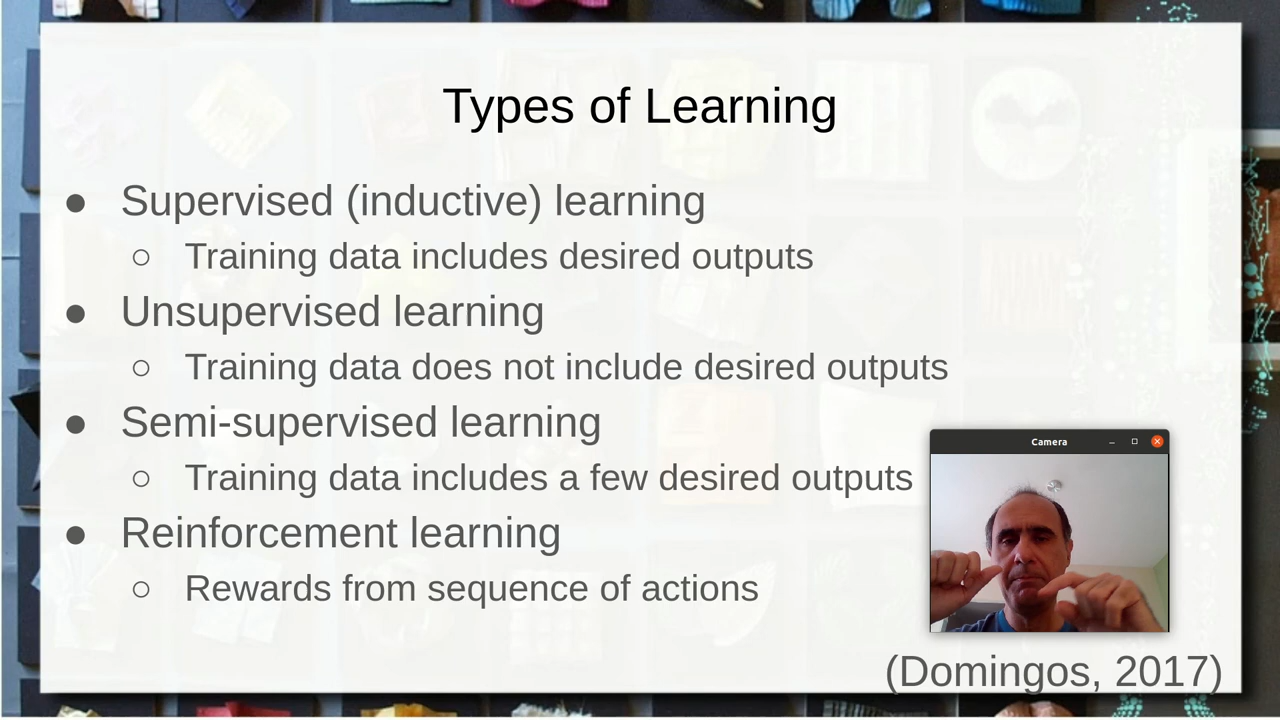 Types of Learning
● Supervised (inductive) learning
○ Training data includes desired outputs
● Unsupervised learning
○ Training data does not include desired outputs
● Semi-supervised learning
○ Training data includes a few desired outputs
● Reinforcement learning
○ Rewards from sequence of actions
Camera
(Domingos, 2017)